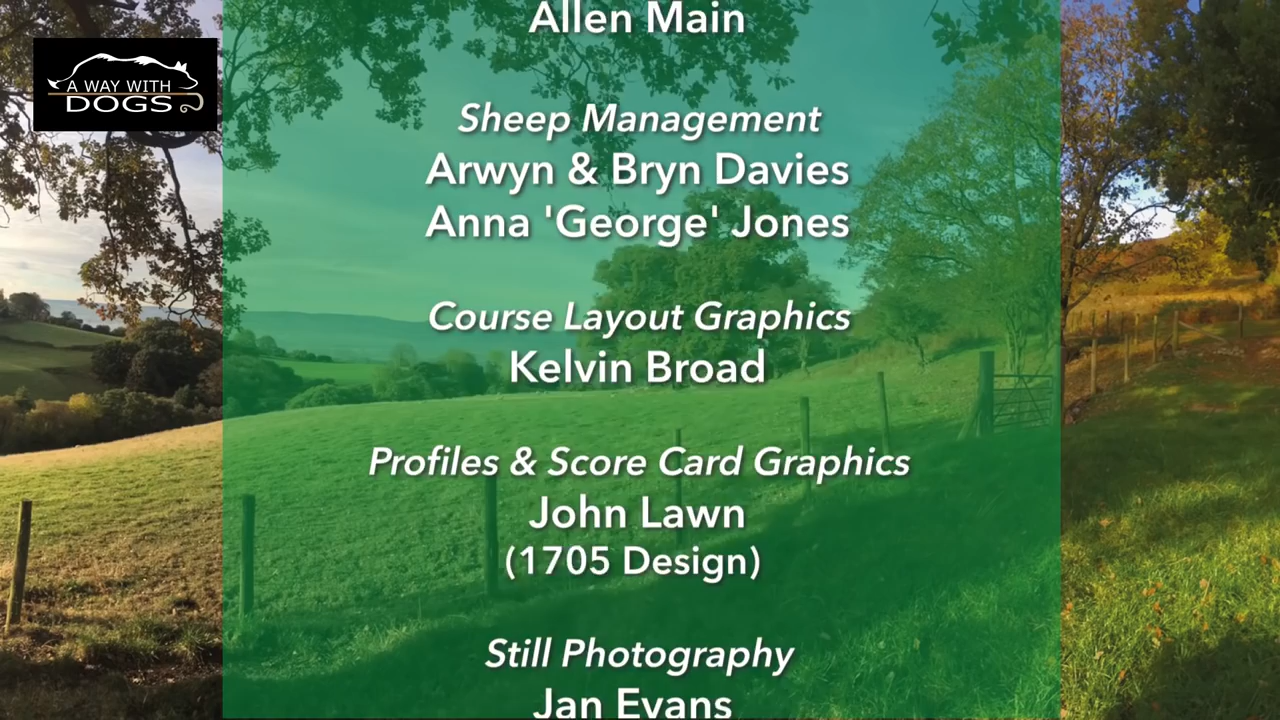 A WAY WITH
DOGS
Allen Main
Sheep Management
Arwyn & Bryn Davies
Anna 'George' Jones
Course Layout Graphics
Kelvin Broad
Profiles & Score Card Graphics
John Lawn
(1705 Design)
Still Photography
Jan Evans